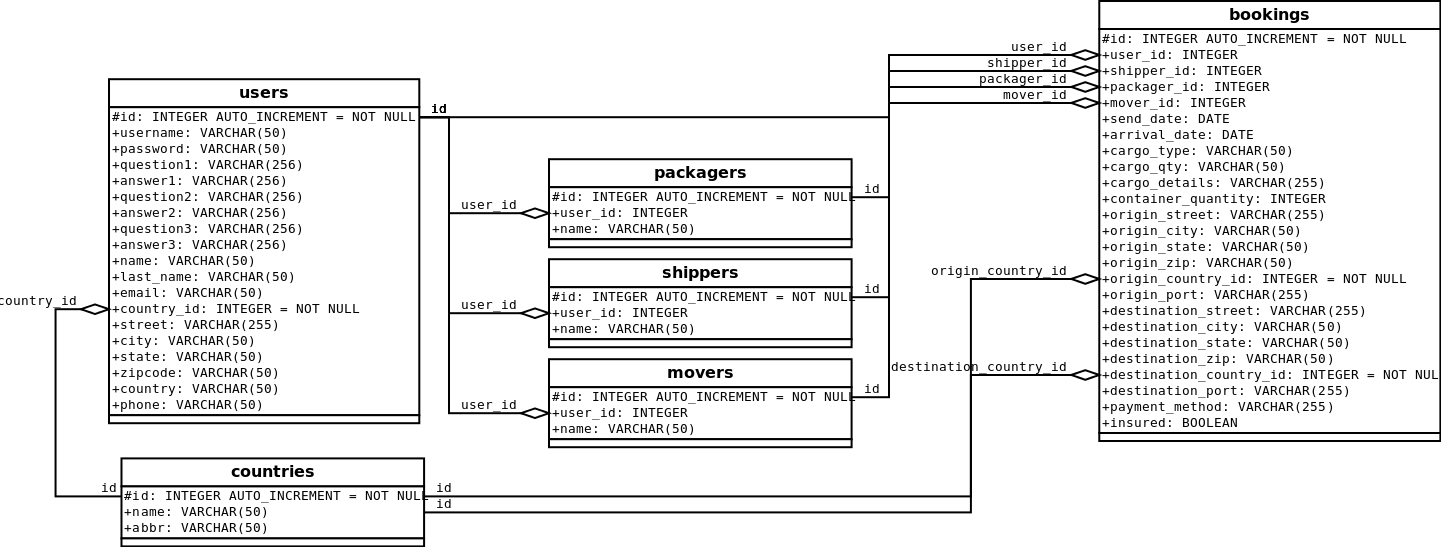 users
#id: INTEGER AUTO_INCREMENT = NOT NULL
+username: VARCHAR(50)
+password: VARCHAR(50)
+question1: VARCHAR(256)
+answer1: VARCHAR(256)
+question2: VARCHAR(256)
+answer2: VARCHAR(256)
+question3: VARCHAR(256)
+answer3: VARCHAR(256)
+name: VARCHAR(50)
+last_name: VARCHAR(50)
+email: VARCHAR(50)
+country_id: INTEGER = NOT NULL
+street: VARCHAR(255)
+city: VARCHAR(50)
+state: VARCHAR(50)
+zipcode: VARCHAR(50)
+country: VARCHAR(50)
+phone: VARCHAR(50)
country_id
id
countries
#id: INTEGER AUTO_INCREMENT = NOT NULL
+name: VARCHAR(50)
+abbr: VARCHAR(50)
id
id
id
user_id
user_id
user_id
packagers
#id: INTEGER AUTO_INCREMENT = NOT NULL
+user_id: INTEGER
+name: VARCHAR(50)
id
shippers
#id: INTEGER AUTO_INCREMENT = NOT NULL
+user_id: INTEGER
+name: VARCHAR(50)
id
movers
#id: INTEGER AUTO_INCREMENT = NOT NULL
+user_id: INTEGER
+name: VARCHAR(50)
id
user_id
shipper_id
packager_id
mover_id
origin_country_id
destination_country_id
bookings
#id: INTEGER AUTO_INCREMENT = NOT NULL
+user_id: INTEGER
+shipper_id: INTEGER
+packager_id: INTEGER
+mover_id: INTEGER
+send_date: DATE
+arrival_date: DATE
+cargo_type: VARCHAR(50)
+cargo_qty: VARCHAR(50)
+cargo_details: VARCHAR(255)
+container_quantity: INTEGER
+origin_street: VARCHAR(255)
+origin_city: VARCHAR(50)
+origin_state: VARCHAR(50)
+origin_zip: VARCHAR(50)
+origin_country_id: INTEGER = NOT NULL
+origin_port: VARCHAR(255)
+destination_street: VARCHAR(255)
+destination_city: VARCHAR(50)
+destination_state: VARCHAR(50)
+destination_zip: VARCHAR(50)
+destination_country_id: INTEGER = NOT NUL
+destination_port: VARCHAR(255)
+payment_method: VARCHAR(255)
+insured: BOOLEAN